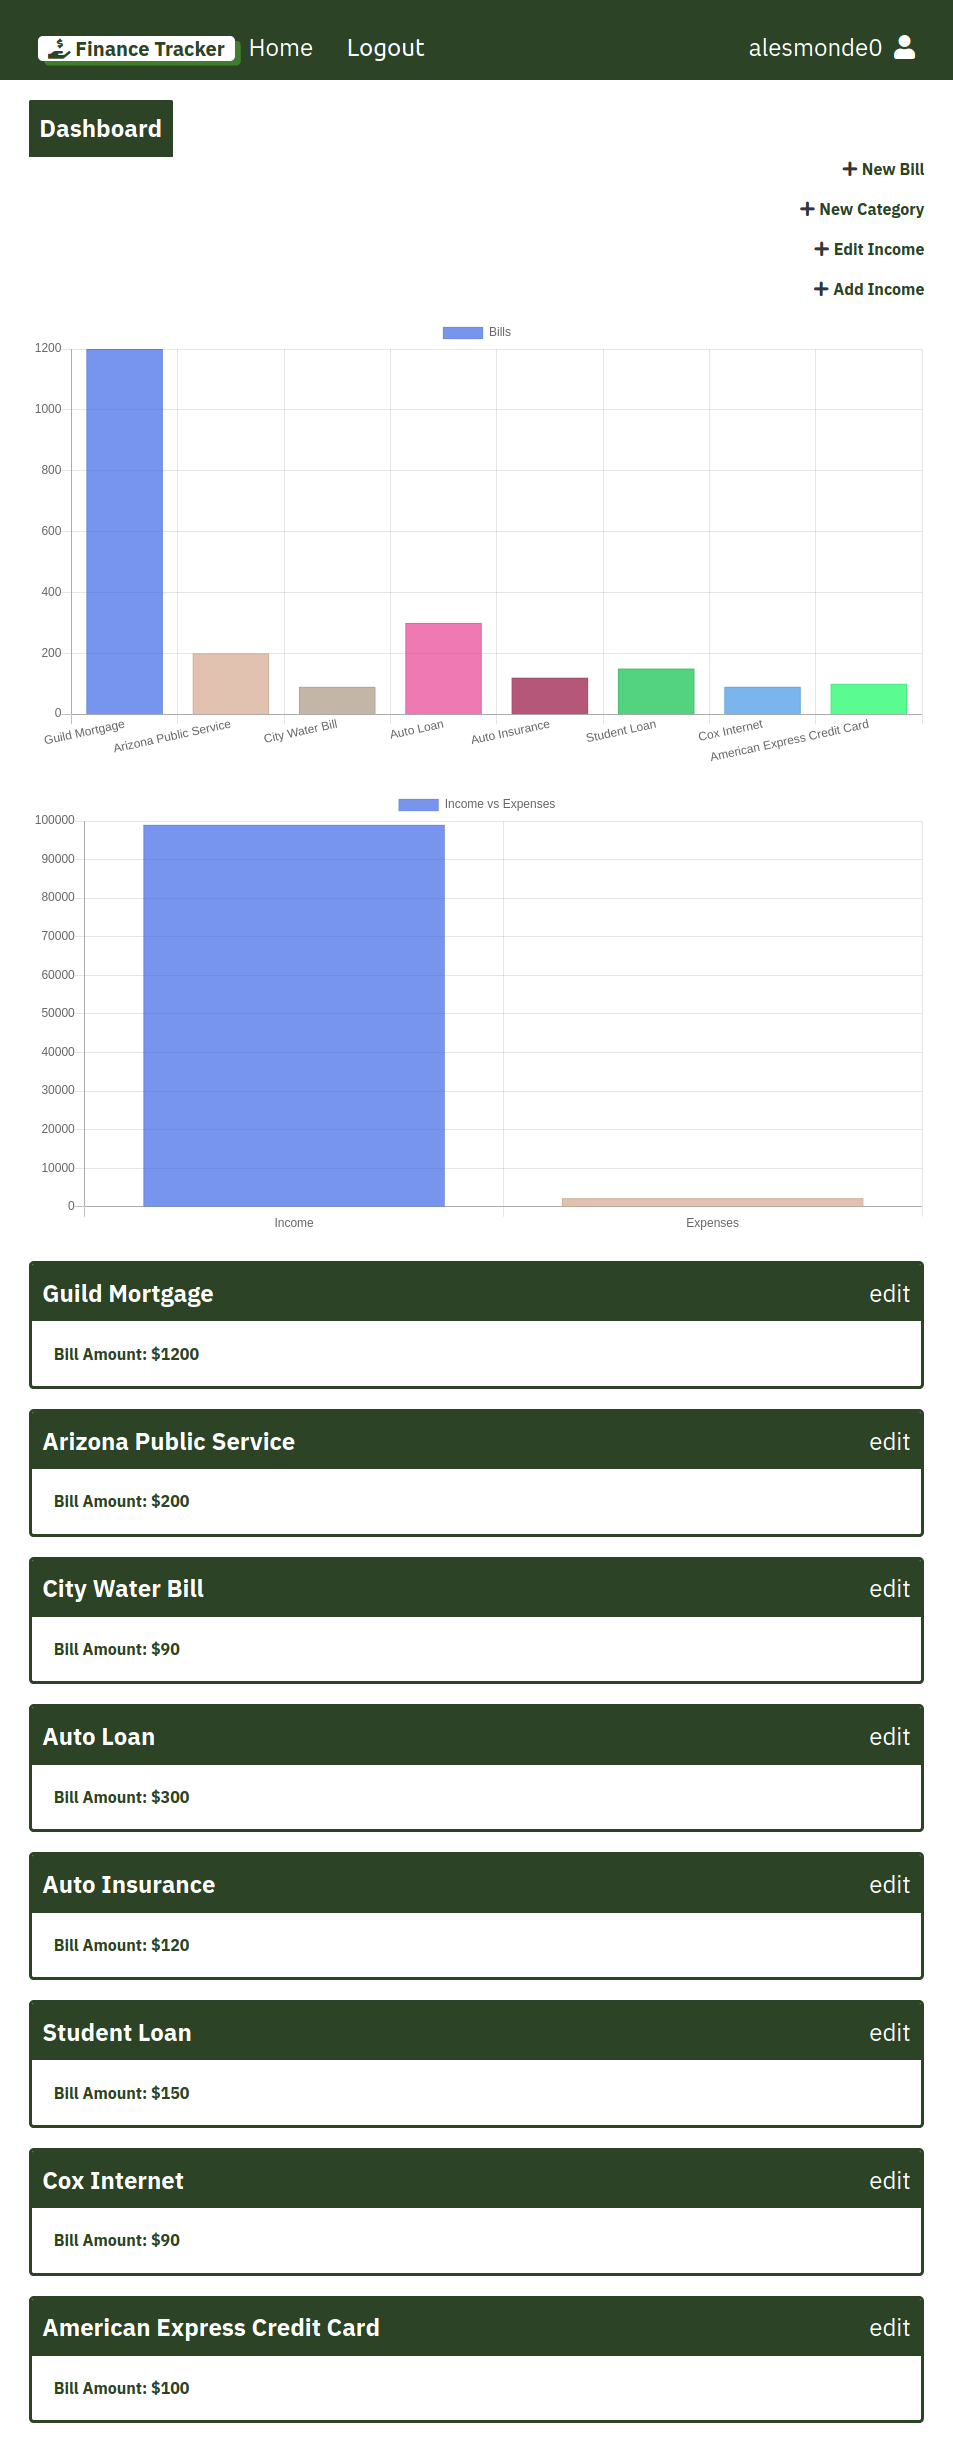 Finance Tracker Home Logout alesmonde0
Dashboard
New Bill
New Category
Edit Income
Add Income
Bills
1200
1000
800
600
400
200
0
Guild Mortgage
Arizona Public Service
City Water Bill
Auto Loan
Auto Insurance
Student Loan
Cox Internet
American Express Credit Card
Income vs Expenses
100000
90000
80000
70000
60000
50000
40000
30000
20000
10000
0
Income Expenses
Guild Mortgage edit
Bill Amount: $1200
Arizona Public Service edit
Bill Amount: $200
City Water Bill edit
Bill Amount: $90
Auto Loan edit
Bill Amount: $300
Auto Insurance edit
Bill Amount: $120
Student Loan edit
Bill Amount: $150
Cox Internet edit
Bill Amount: $90
American Express Credit Card edit
Bill Amount: $100